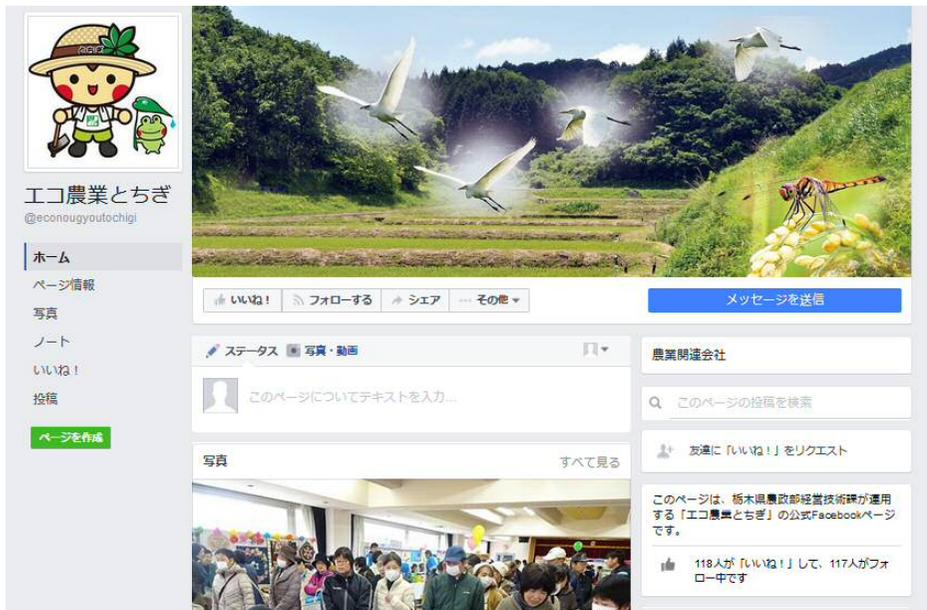 とちぎ
エコ農業とちぎ
@econougyoutochigi
ホーム
ページ情報
写真
ノート
いいね！
投稿
ページを作成
いいね！
フォローする
シェア
その他
メッセージを送信
ステータス
写真・動画
このページについてテキストを入力...
写真
すべて見る
農業関連会社
このページの投稿を検索
友達に「いいね！」をリクエスト
このページは、栃木県農政部経営技術課が運用
する「エコ農業とちぎ」の公式Facebookページ
です。
118人が「いいね！」して、117人がフォ
ロー中です